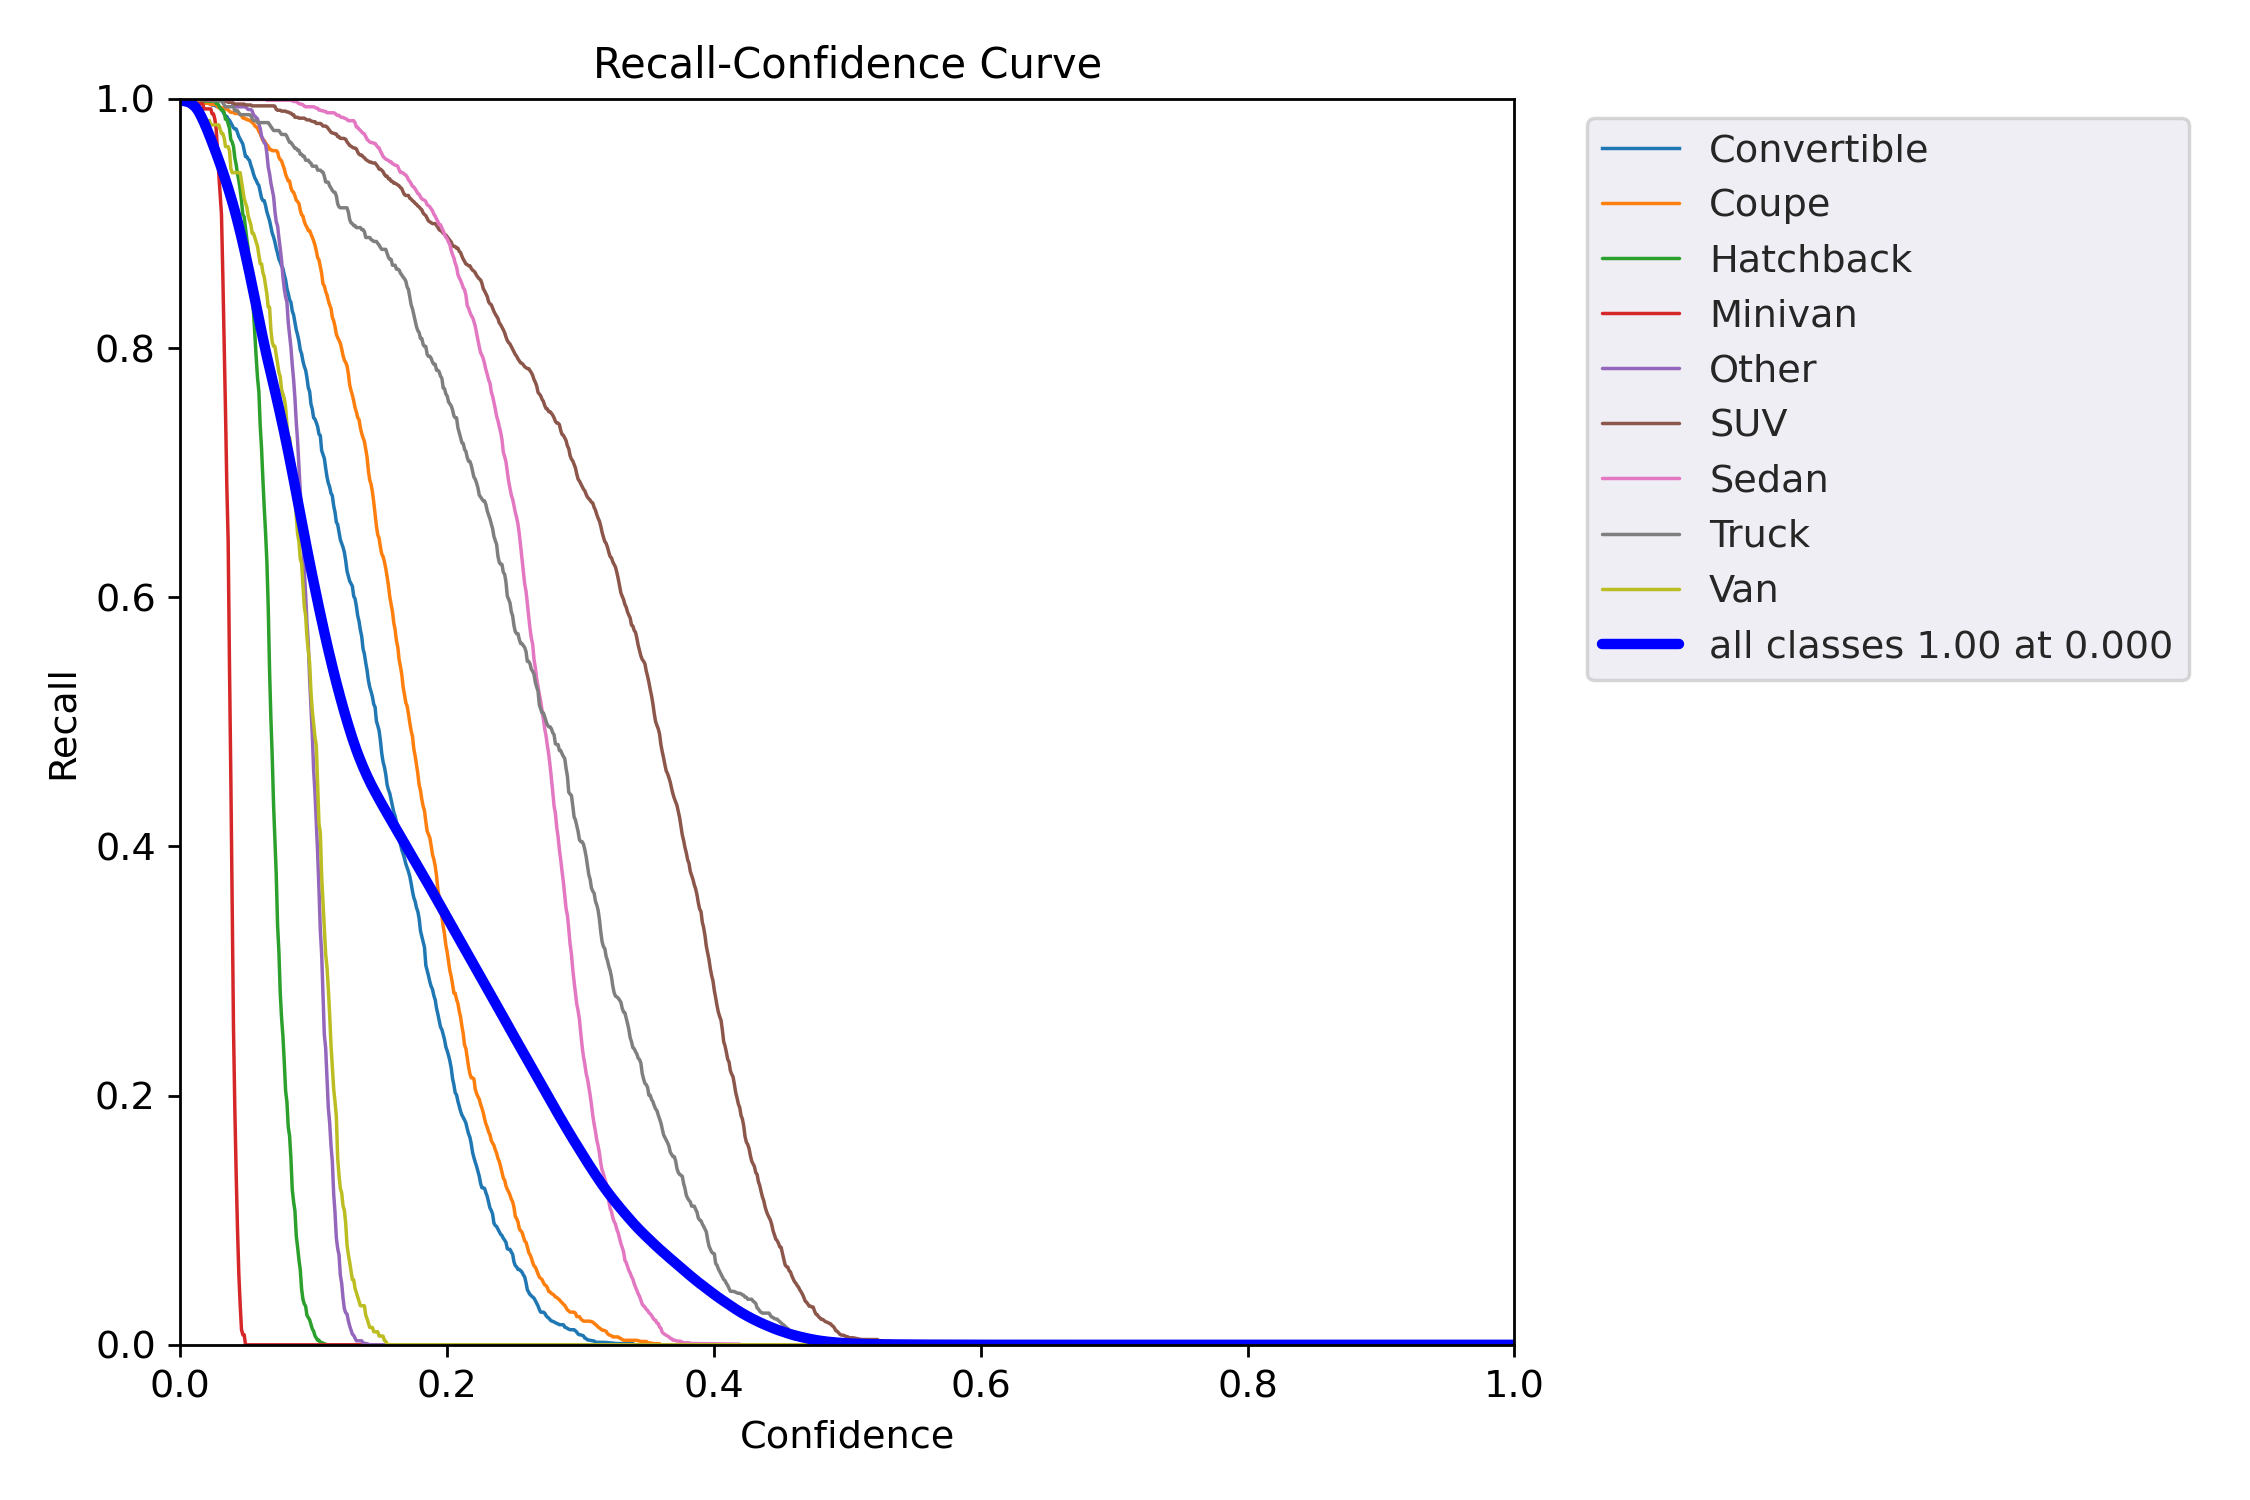 Recall-Confidence Curve
1.0
0.8
0.6
0.4
0.2
0.0
Recall
0.0 0.2 0.4 0.6 0.8 1.0
Confidence
Convertible
Coupe
Hatchback
Minivan
Other
SUV
Sedan
Truck
Van
all classes 1.00 at 0.000